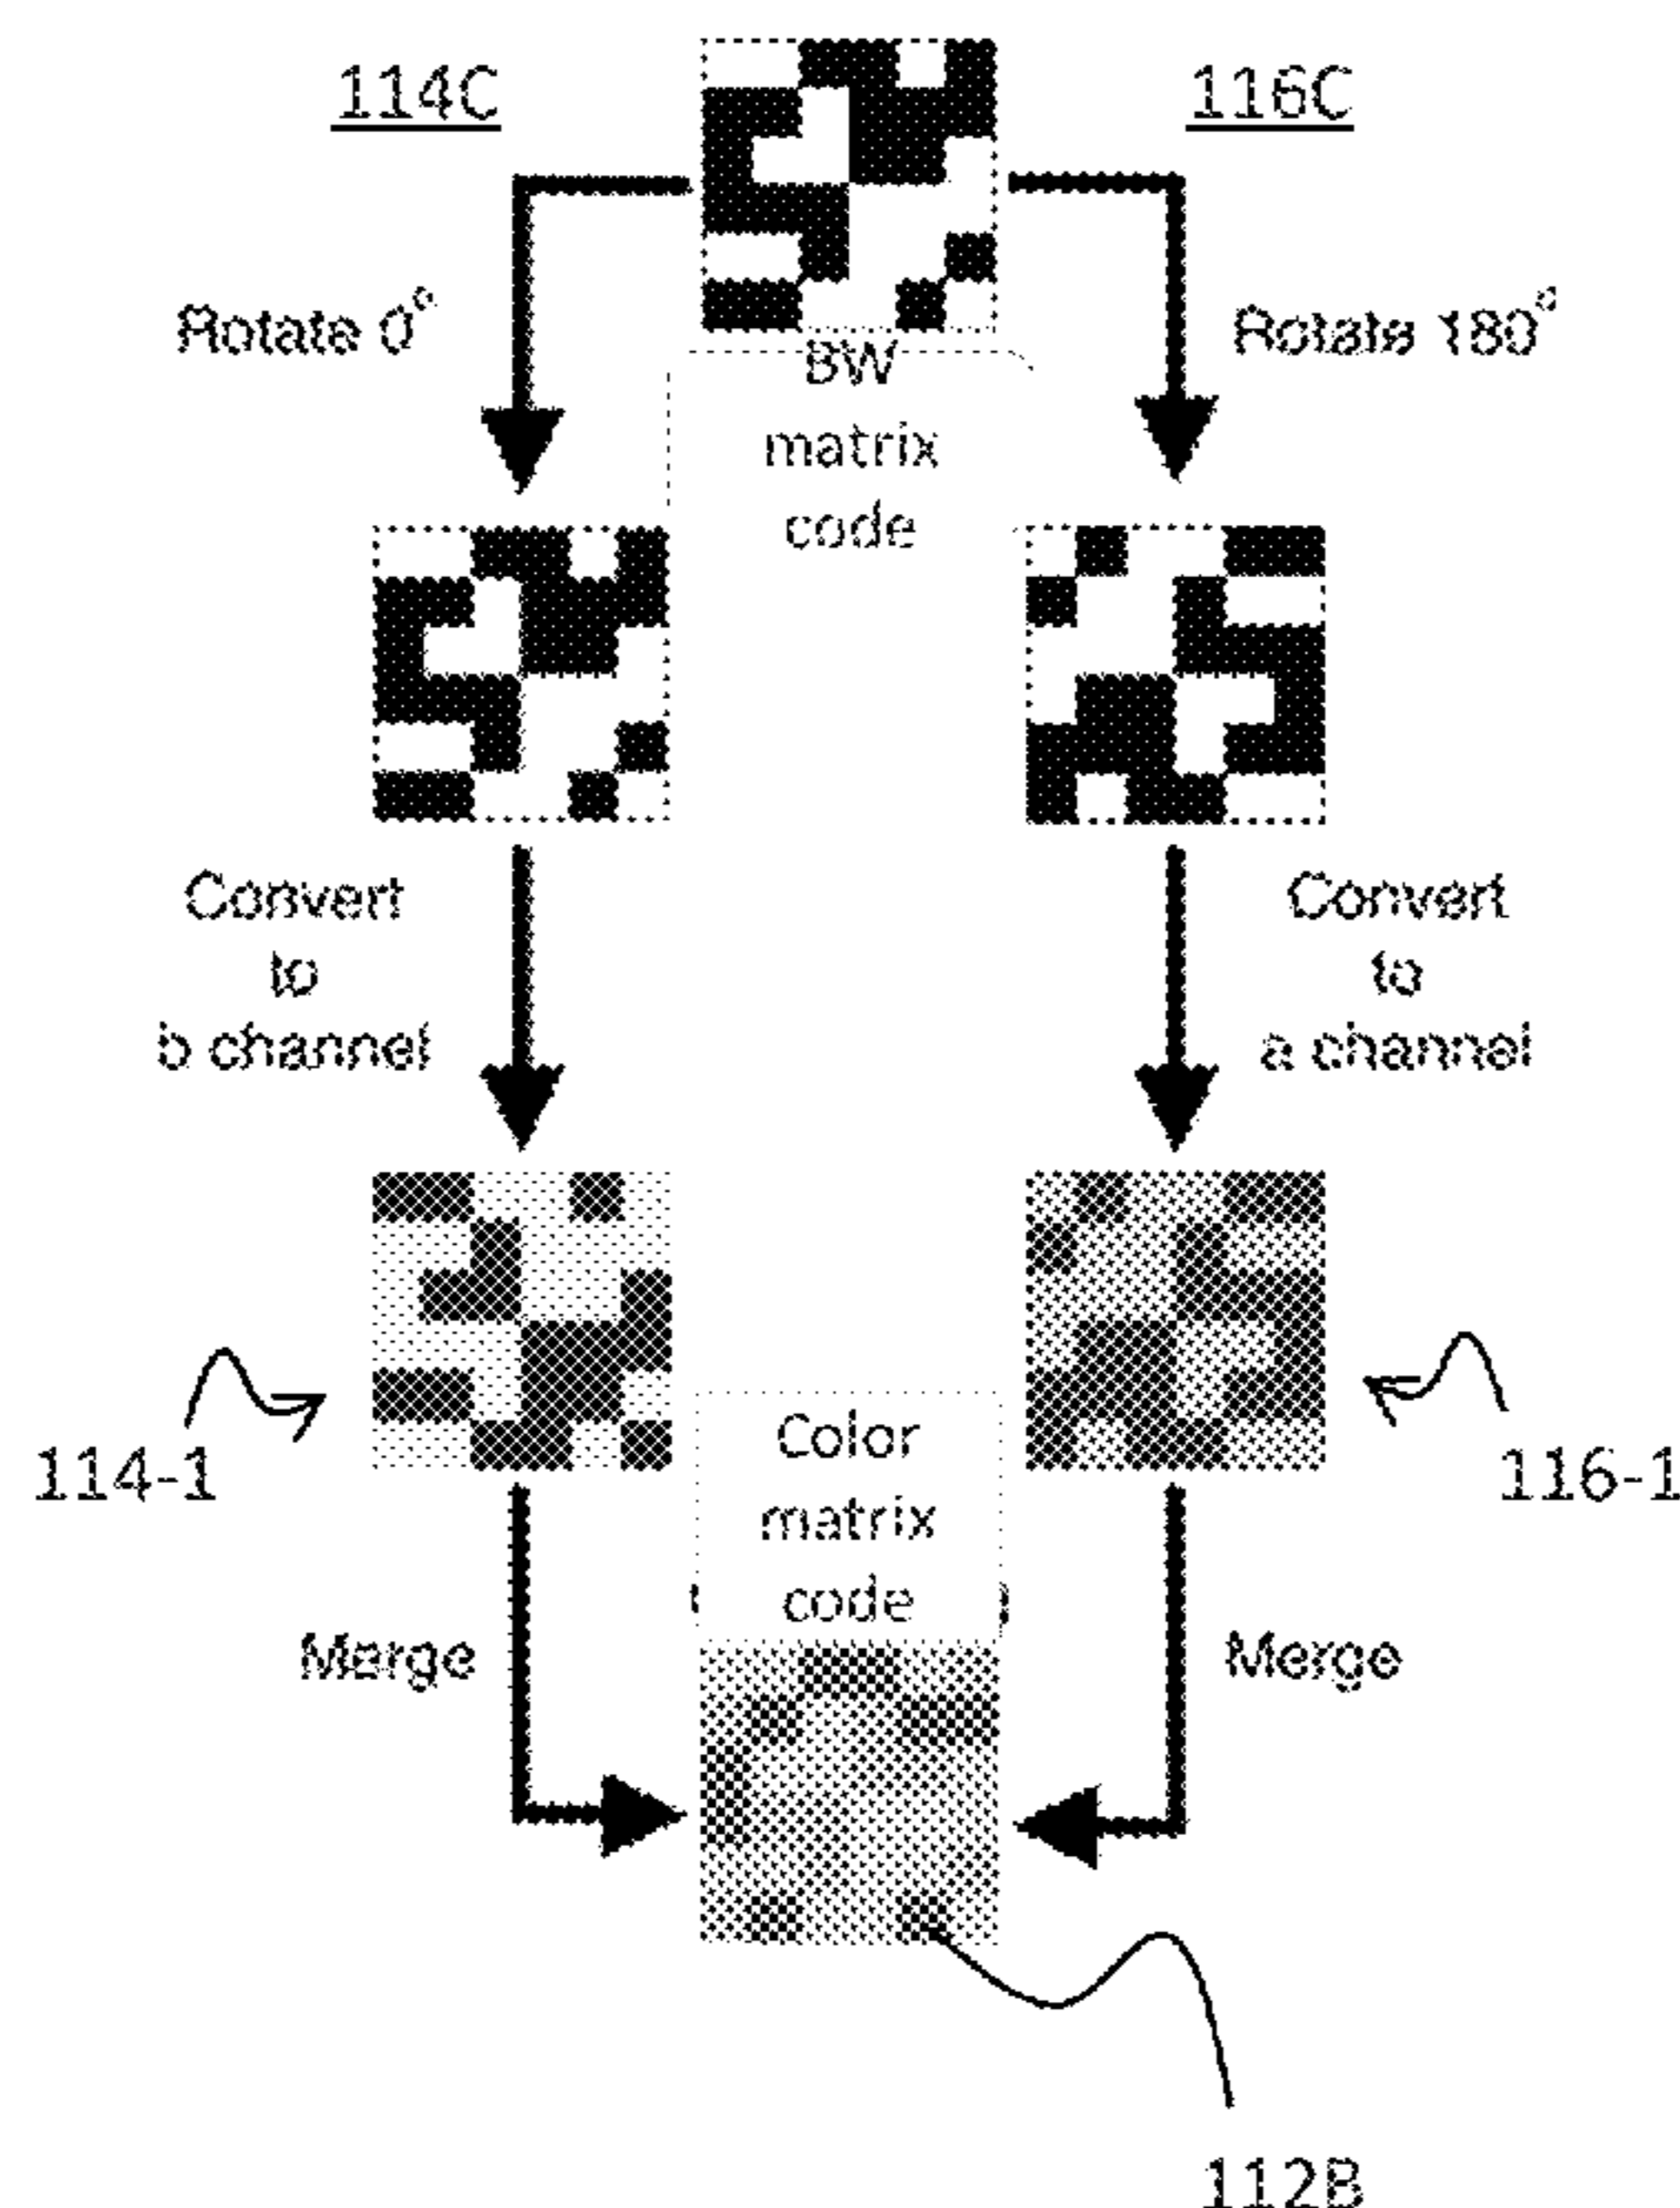 114C
116C
Rotate 0°
Rotate 180°
BW
matrix
code
Convert
to
b channel
Convert
to
a channel
114-1
Color
matrix
code
116-1
Merge
Merge
112B